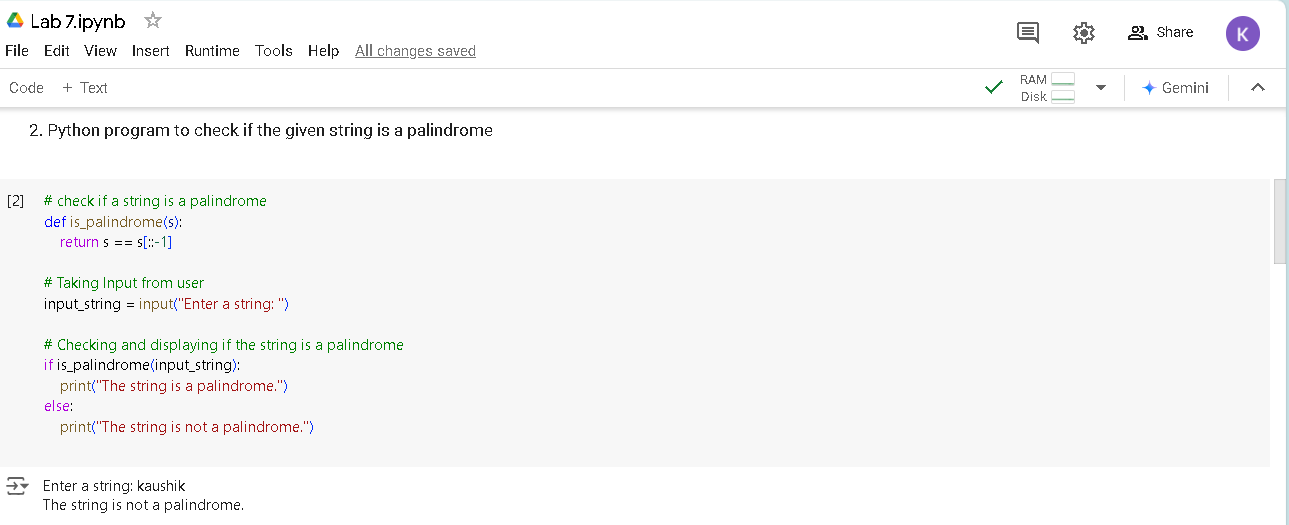 Lab 7.ipynb
File Edit View Insert Runtime Tools Help All changes saved
Share
K
Code + Text
RAM
Disk
Gemini
2. Python program to check if the given string is a palindrome
[2]
# check if a string is a palindrome
def is_palindrome(s):
    return s == s[::-1]
# Taking Input from user
input_string = input("Enter a string: ")
# Checking and displaying if the string is a palindrome
if is_palindrome(input_string):
    print("The string is a palindrome.")
else:
    print("The string is not a palindrome.")
Enter a string: kaushik
The string is not a palindrome.